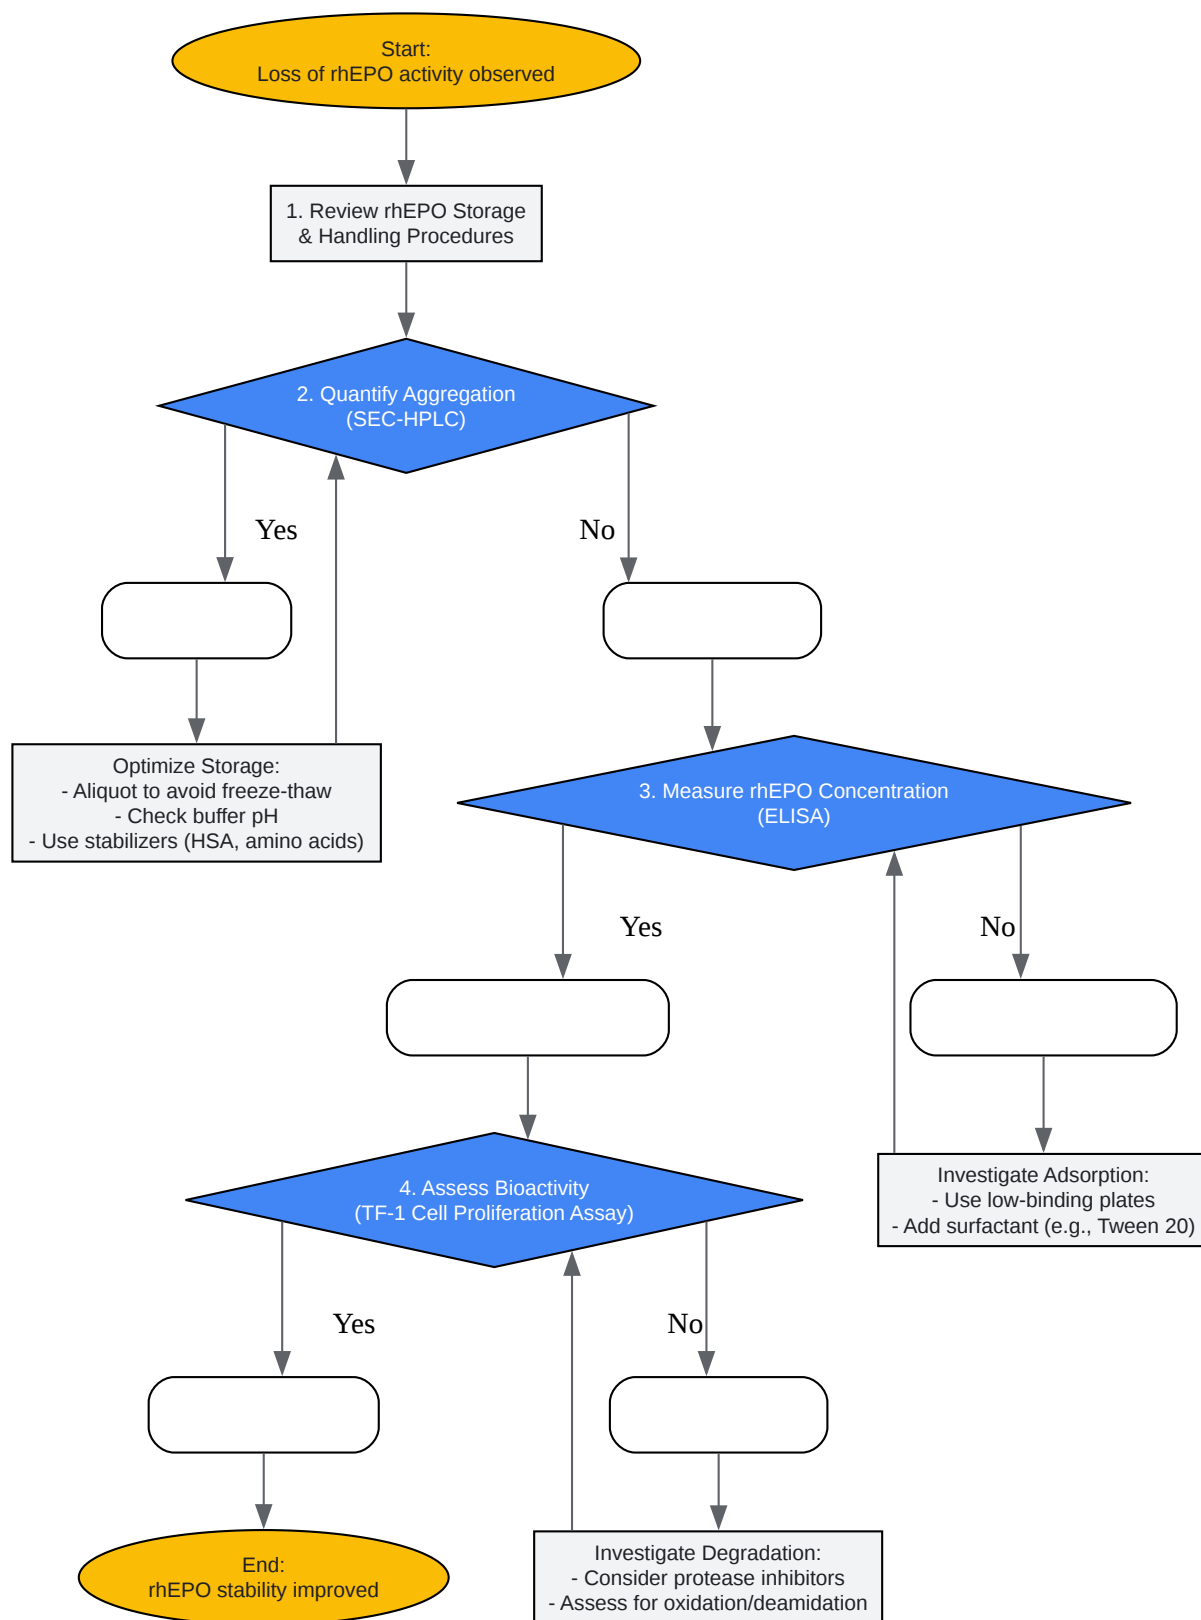 Start:
Loss of rhEPO activity observed
1. Review rhEPO Storage
& Handling Procedures
2. Quantify Aggregation
(SEC-HPLC)
Yes
No
Optimize Storage:
- Aliquot to avoid freeze-thaw
- Check buffer pH
- Use stabilizers (HSA, amino acids)
3. Measure rhEPO Concentration
(ELISA)
Yes
No
4. Assess Bioactivity
(TF-1 Cell Proliferation Assay)
Investigate Adsorption:
- Use low-binding plates
- Add surfactant (e.g., Tween 20)
Yes
No
End:
rhEPO stability improved
Investigate Degradation:
- Consider protease inhibitors
- Assess for oxidation/deamidation